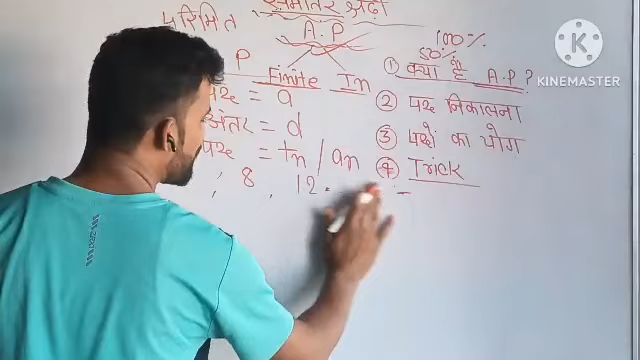 समांतर श्रेढ़ी
परिमित
A.P
100%
50%
① क्या है A.P?
KINEMASTER
P Finite In
पद = a
② पद निकालना
अंतर = d
③ पदों का योग
पद = tn / an
④ Trick
, 8 , 12